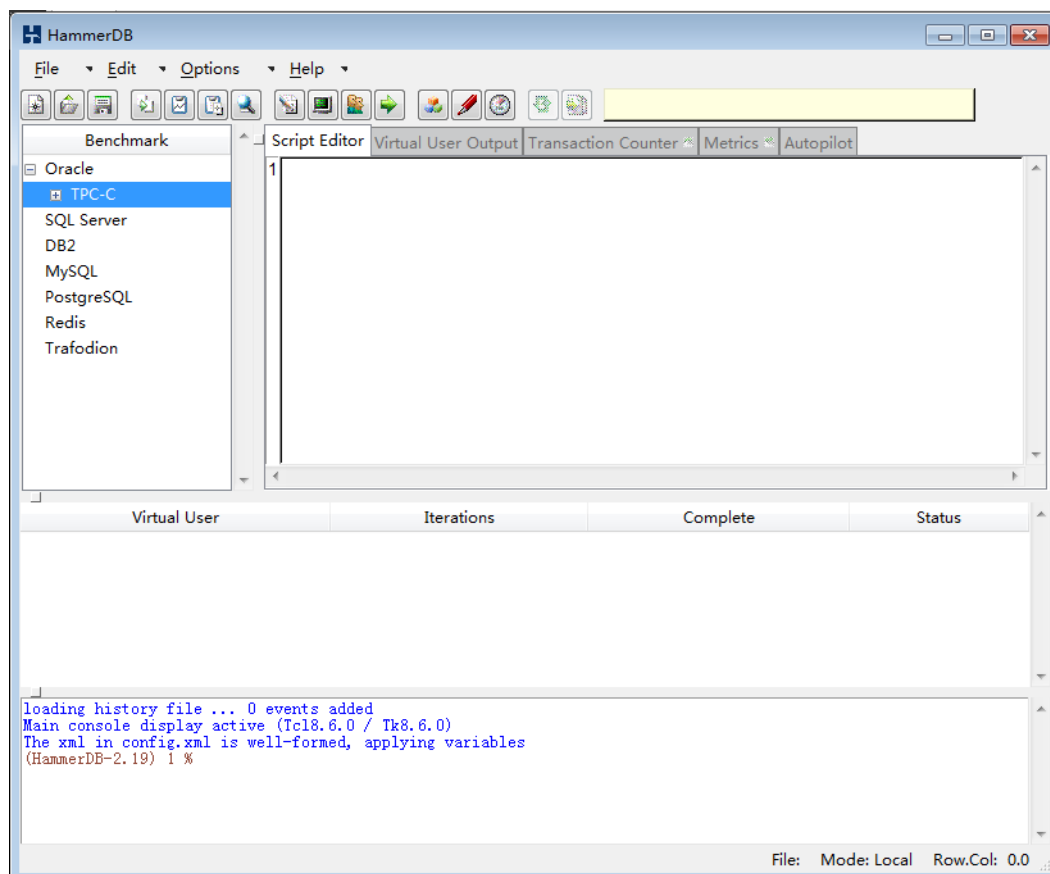 HammerDB
File Edit Options Help
Benchmark
Script Editor Virtual User Output Transaction Counter Metrics Autopilot
Oracle
TPC-C
SQL Server
DB2
MySQL
PostgreSQL
Redis
Trafodion
1
Virtual User Iterations Complete Status
loading history file ... 0 events added
Main console display active (Tcl8.6.0 / Tk8.6.0)
The xml in config.xml is well-formed, applying variables
(HammerDB-2.19) 1 %
File: Mode: Local Row.Col: 0.0